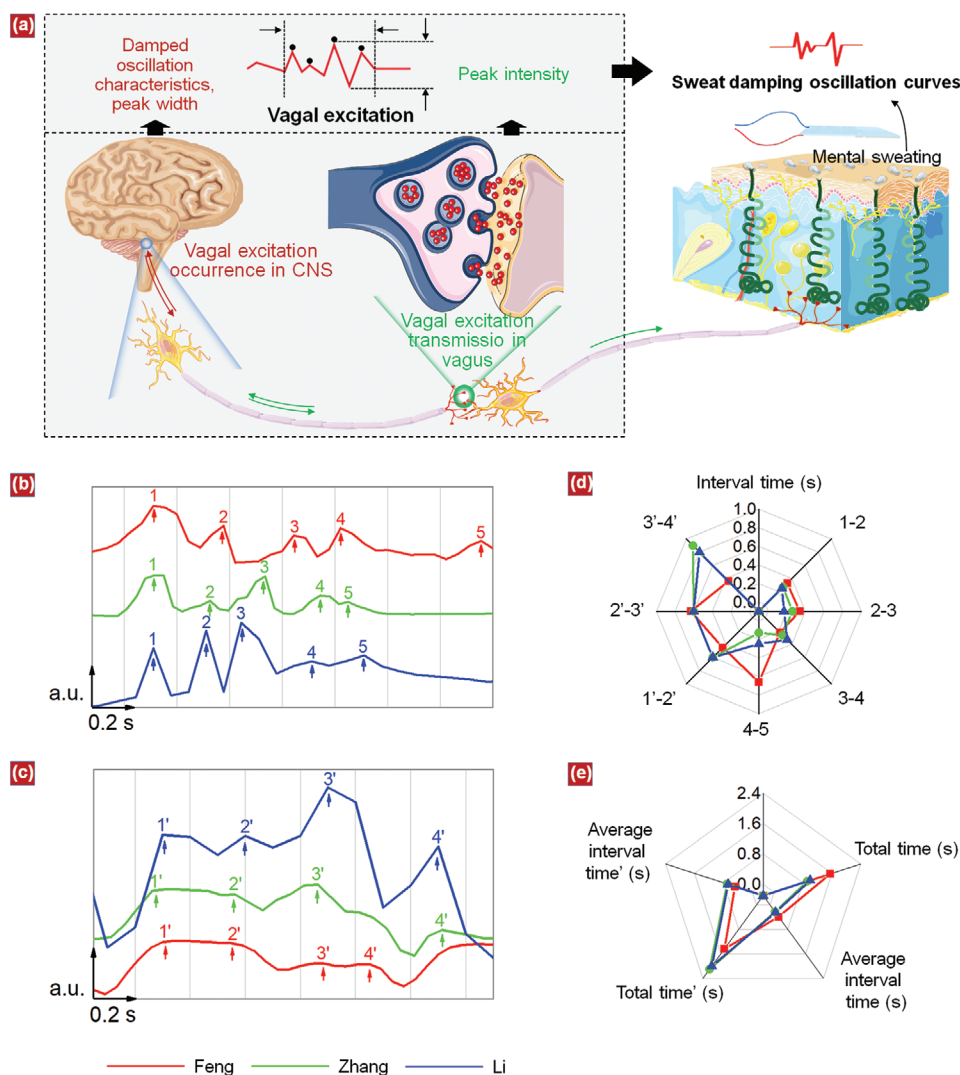 (a)
Damped
oscillation
characteristics,
peak width
Vagal excitation
Peak intensity
Sweat damping oscillation curves
Mental sweating
Vagal excitation
occurrence in CNS
Vagal excitation
transmissio in
vagus
(b)
1
2
3
4
5
1
2
3
4
5
1
2
3
4
5
a.u.
0.2 s
(c)
1'
2'
3'
4'
1'
2'
3'
4'
1'
2'
3'
4'
a.u.
0.2 s
(d)
Interval time (s)
1.0
0.8
0.6
0.4
0.2
0.0
1-2
2-3
3-4
4-5
1'-2'
2'-3'
3'-4'
(e)
2.4
1.6
0.8
0.0
Average
interval
time' (s)
Total time (s)
Total time' (s)
Average
interval
time (s)
Feng
Zhang
Li